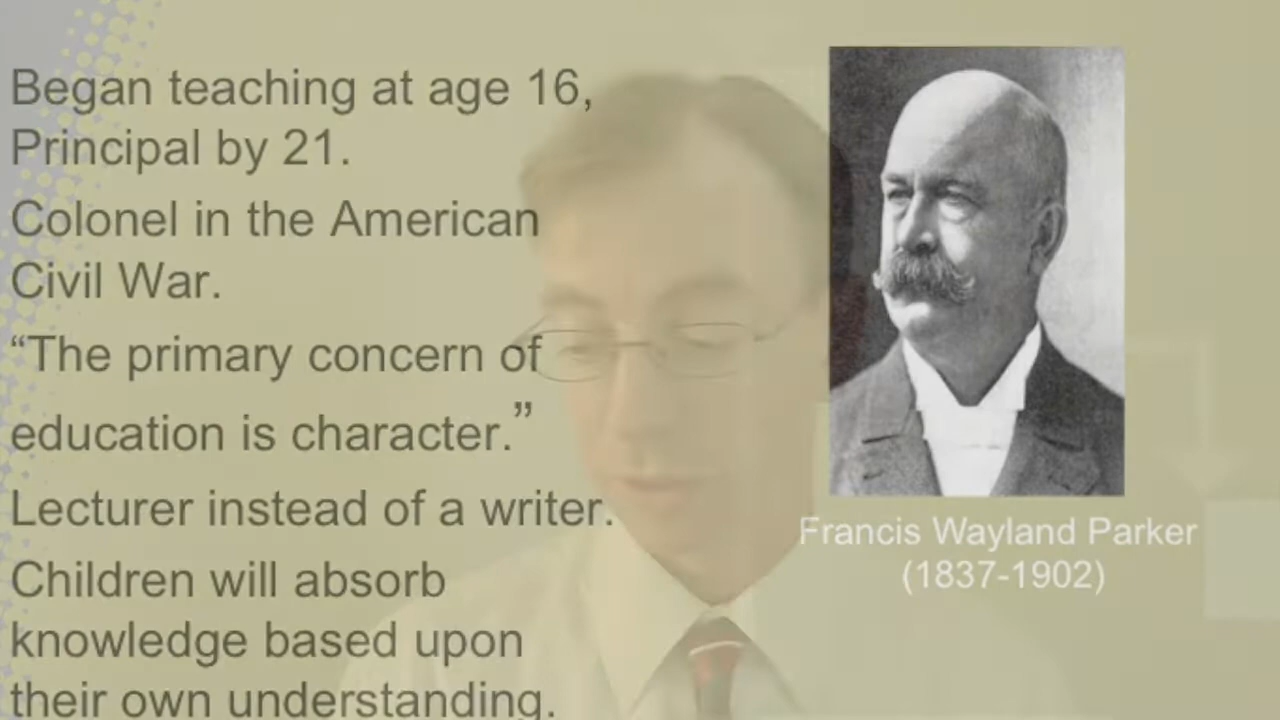 Began teaching at age 16,
Principal by 21.
Colonel in the American
Civil War.
“The primary concern of
education is character.”
Lecturer instead of a writer.
Children will absorb
knowledge based upon
their own understanding.
Francis Wayland Parker
(1837-1902)